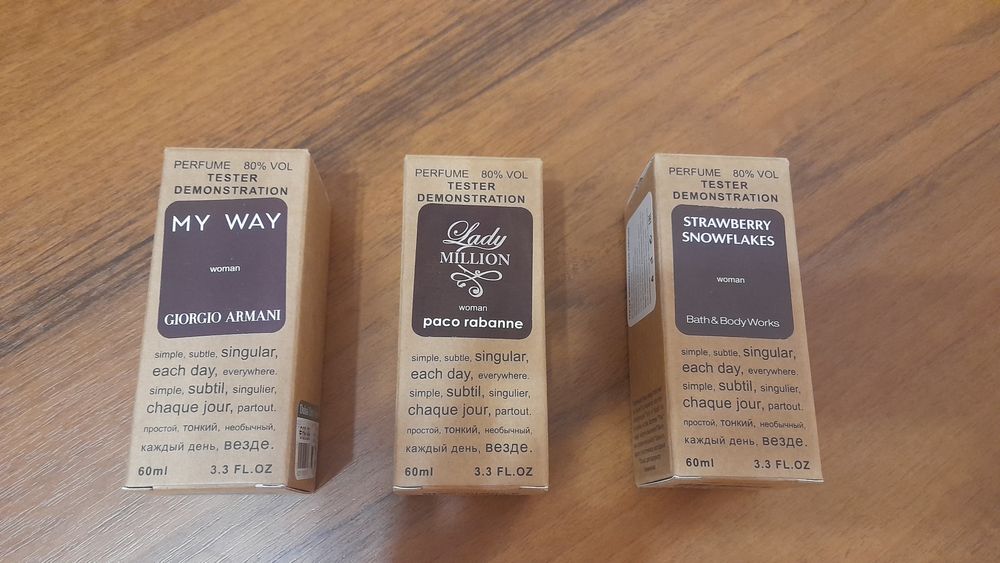 PERFUME 80% VOL
TESTER
DEMONSTRATION
MY WAY
woman
GIORGIO ARMANI
simple, subtle, singular,
each day, everywhere.
simple, subtil, singulier,
chaque jour, partout.
простой, тонкий, необычный,
каждый день, везде.
60ml 3.3 FL.OZ
PERFUME 80% VOL
TESTER
DEMONSTRATION
Lady
MILLION
woman
paco rabanne
simple, subtle, singular,
each day, everywhere.
simple, subtil, singulier,
chaque jour, partout.
простой, тонкий, необычный,
каждый день, везде.
60ml 3.3 FL.OZ
PERFUME 80% VOL
TESTER
DEMONSTRATION
STRAWBERRY
SNOWFLAKES
woman
Bath & Body Works
simple, subtle, singular,
each day, everywhere.
simple, subtil, singulier,
chaque jour, partout.
простой, тонкий, необычный,
каждый день, везде.
60ml 3.3 FL.OZ